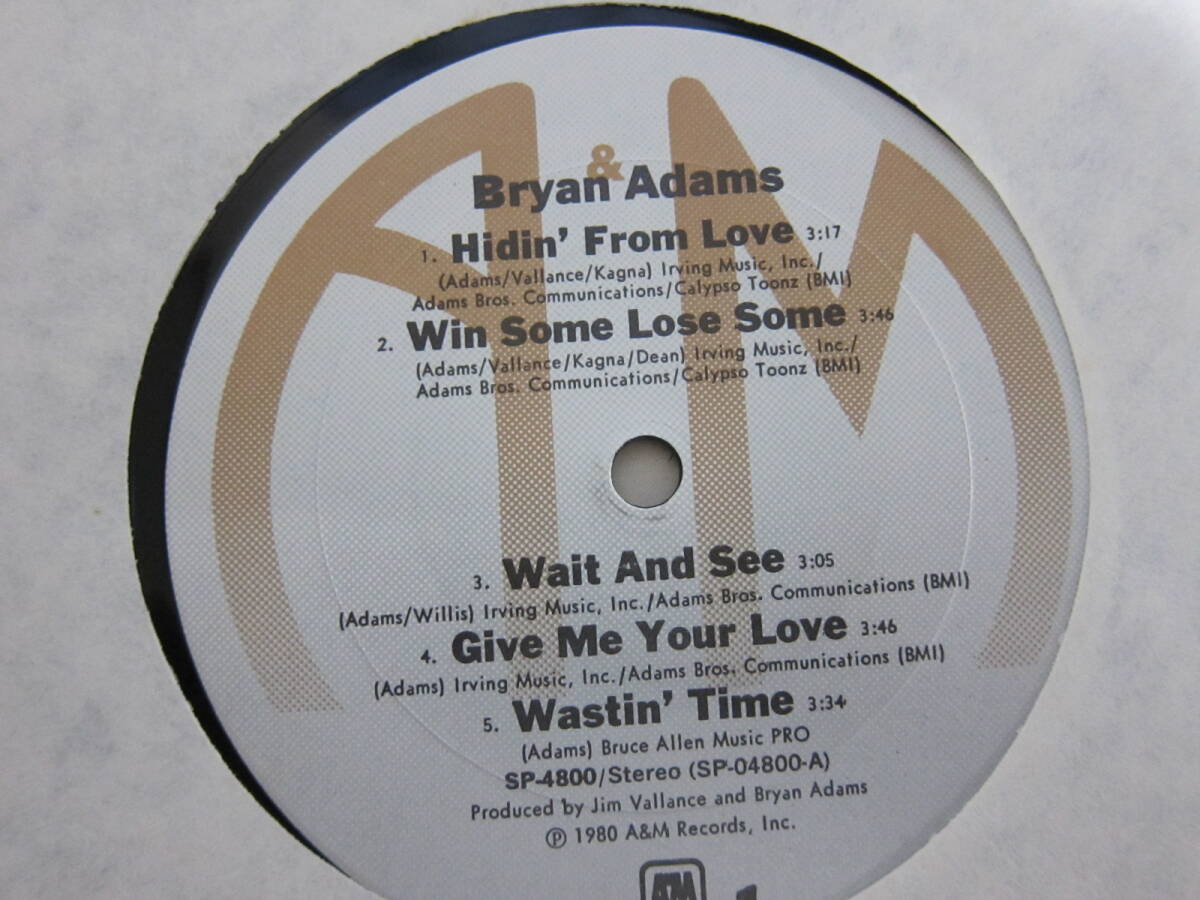 &
Bryan Adams
1. Hidin' From Love 3:17
(Adams/Vallance/Kagna) Irving Music, Inc./
Adams Bros. Communications/Calypso Toonz (BMI)
2. Win Some Lose Some 3:46
(Adams/Vallance/Kagna/Dean) Irving Music, Inc./
Adams Bros. Communications/Calypso Toonz (BMI)
3. Wait And See 3:05
(Adams/Willis) Irving Music, Inc./Adams Bros. Communications (BMI)
4. Give Me Your Love 3:46
(Adams) Irving Music, Inc./Adams Bros. Communications (BMI)
5. Wastin' Time 3:34
(Adams) Bruce Allen Music PRO
SP-4800/Stereo (SP-04800-A)
Produced by Jim Vallance and Bryan Adams
Ⓟ 1980 A&M Records, Inc.
A&M